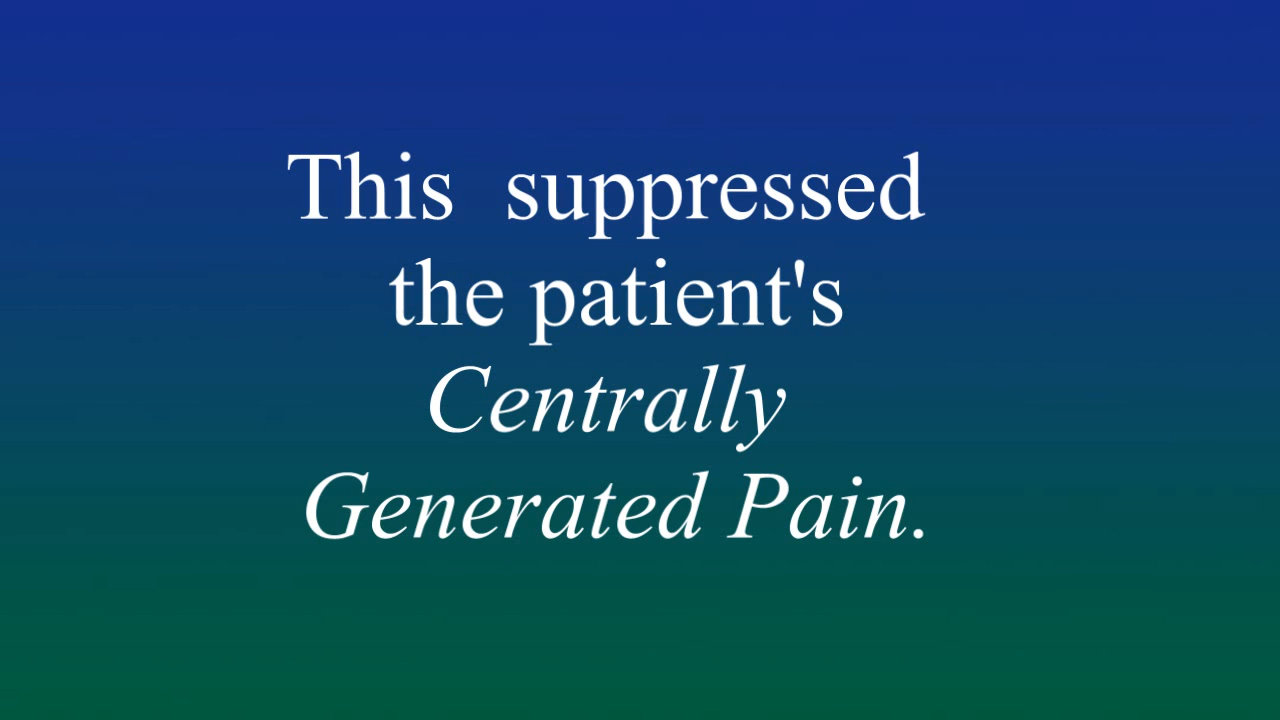 This suppressed
the patient's
Centrally
Generated Pain.